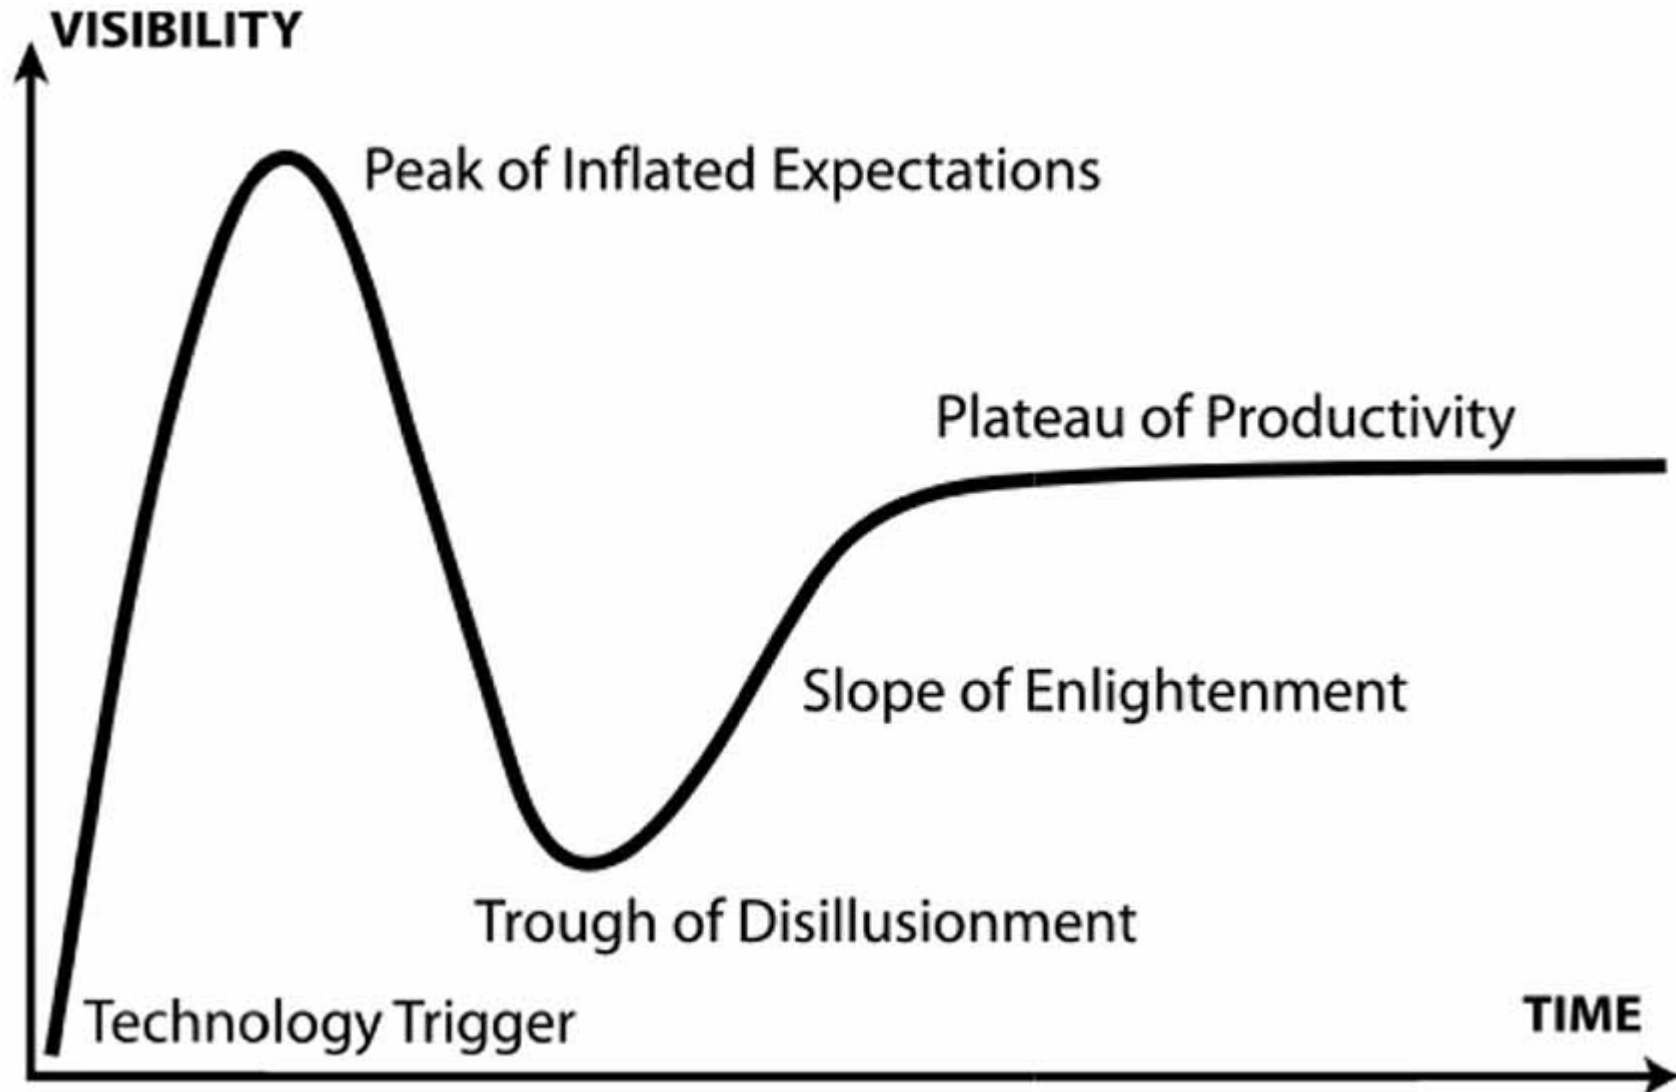 VISIBILITY
Peak of Inflated Expectations
Plateau of Productivity
Slope of Enlightenment
Trough of Disillusionment
Technology Trigger
TIME